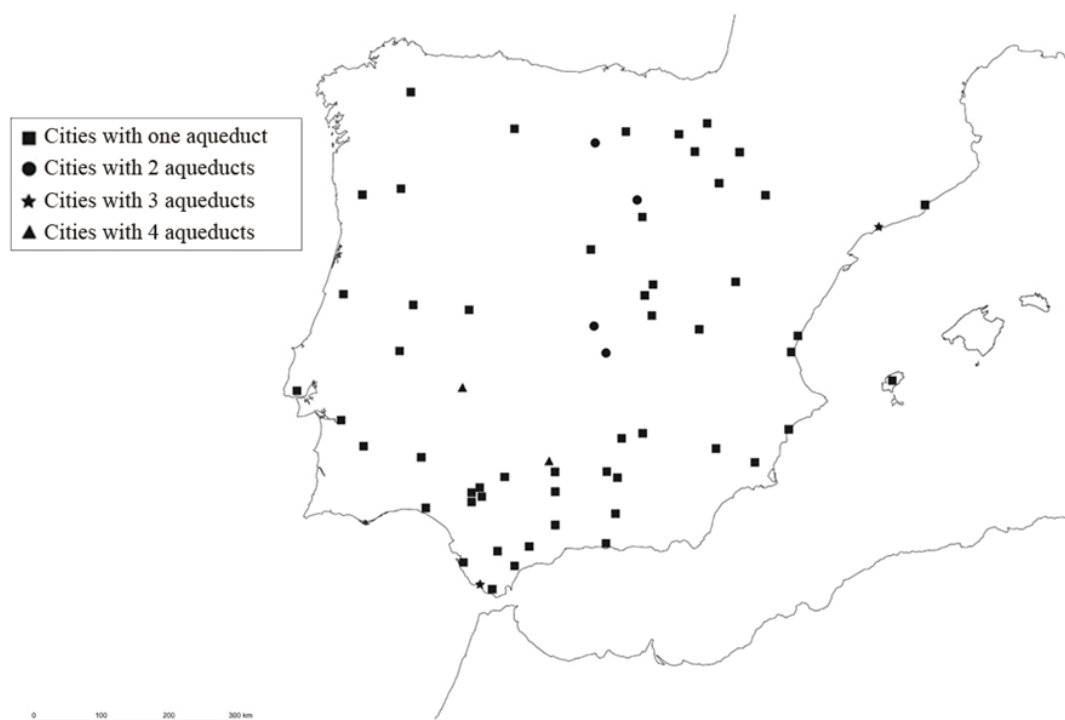 Cities with one aqueduct
Cities with 2 aqueducts
Cities with 3 aqueducts
Cities with 4 aqueducts
0 100 200 300 km